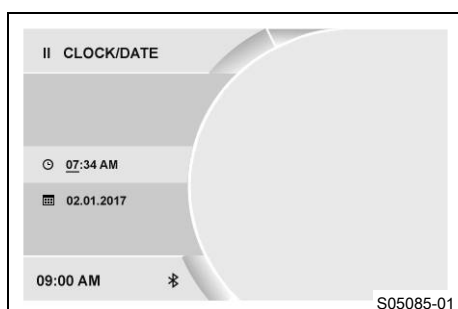 II CLOCK/DATE
07:34 AM
02.01.2017
09:00 AM
S05085-01